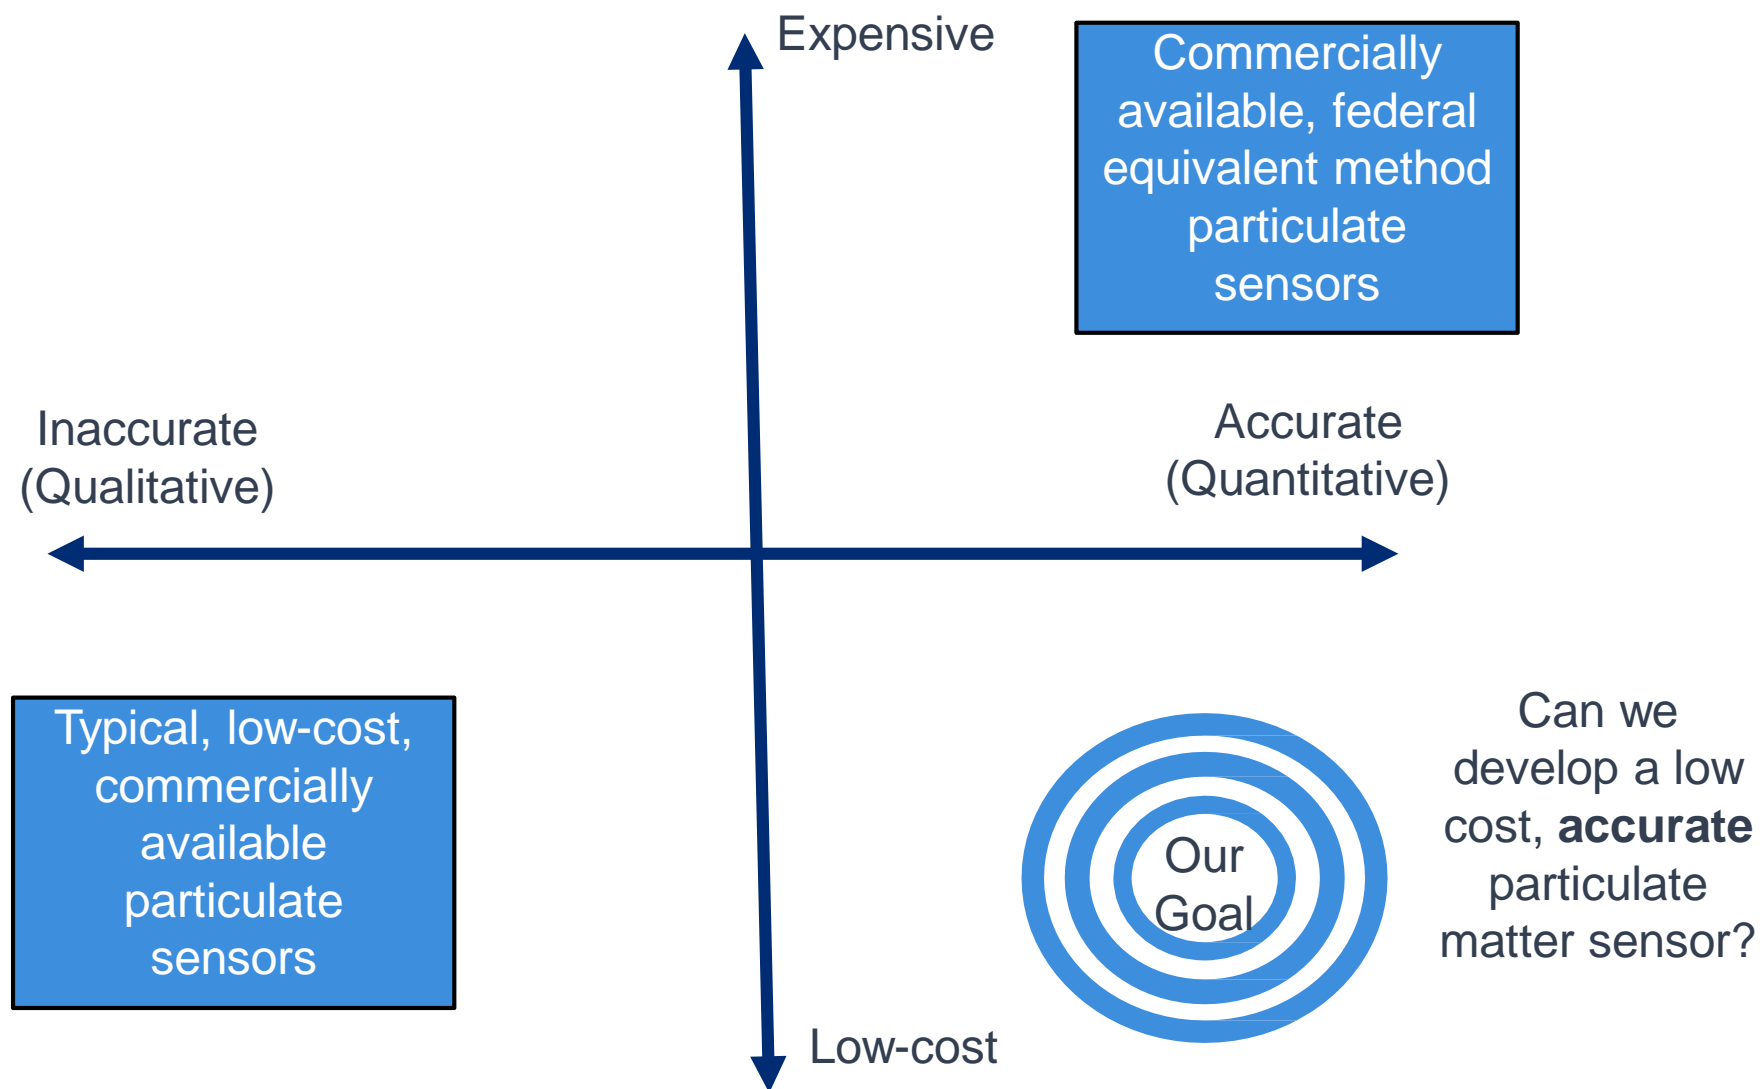 Expensive
Commercially
available, federal
equivalent method
particulate
sensors
Inaccurate
(Qualitative)
Accurate
(Quantitative)
Typical, low-cost,
commercially
available
particulate
sensors
Our
Goal
Can we
develop a low
cost, accurate
particulate
matter sensor?
Low-cost